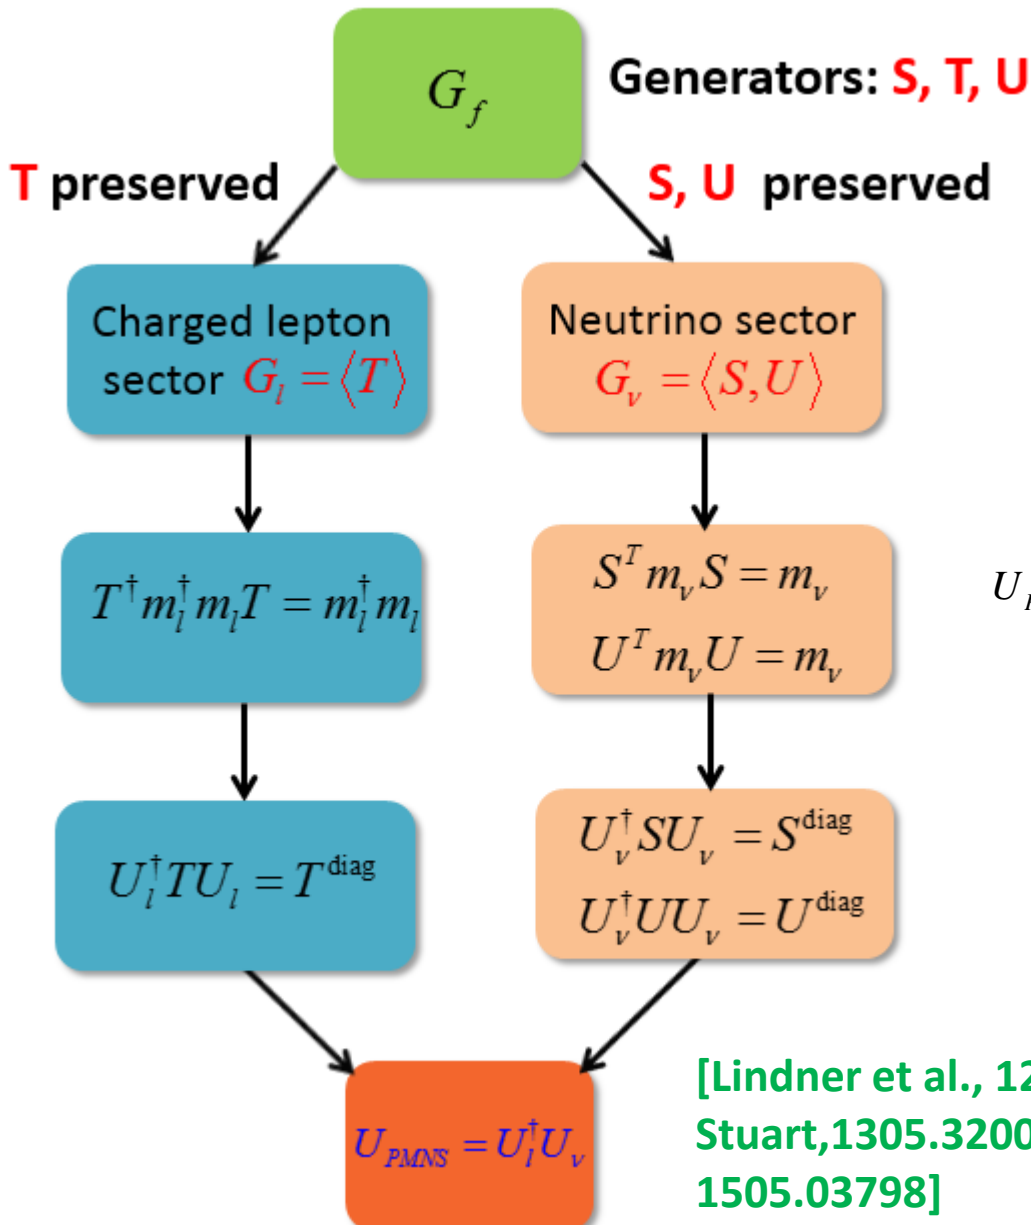 G_f
Generators: S, T, U
T preserved
S, U preserved
Charged lepton
sector G_l = ⟨T⟩
Neutrino sector
G_ν = ⟨S,U⟩
T^† m_l^† m_l T = m_l^† m_l
S^T m_ν S = m_ν
U^T m_ν U = m_ν
U_l^† T U_l = T^diag
U_ν^† S U_ν = S^diag
U_ν^† U U_ν = U^diag
U_PMNS = U_l^† U_ν
[Lindner et al., 12
Stuart,1305.3200
1505.03798]